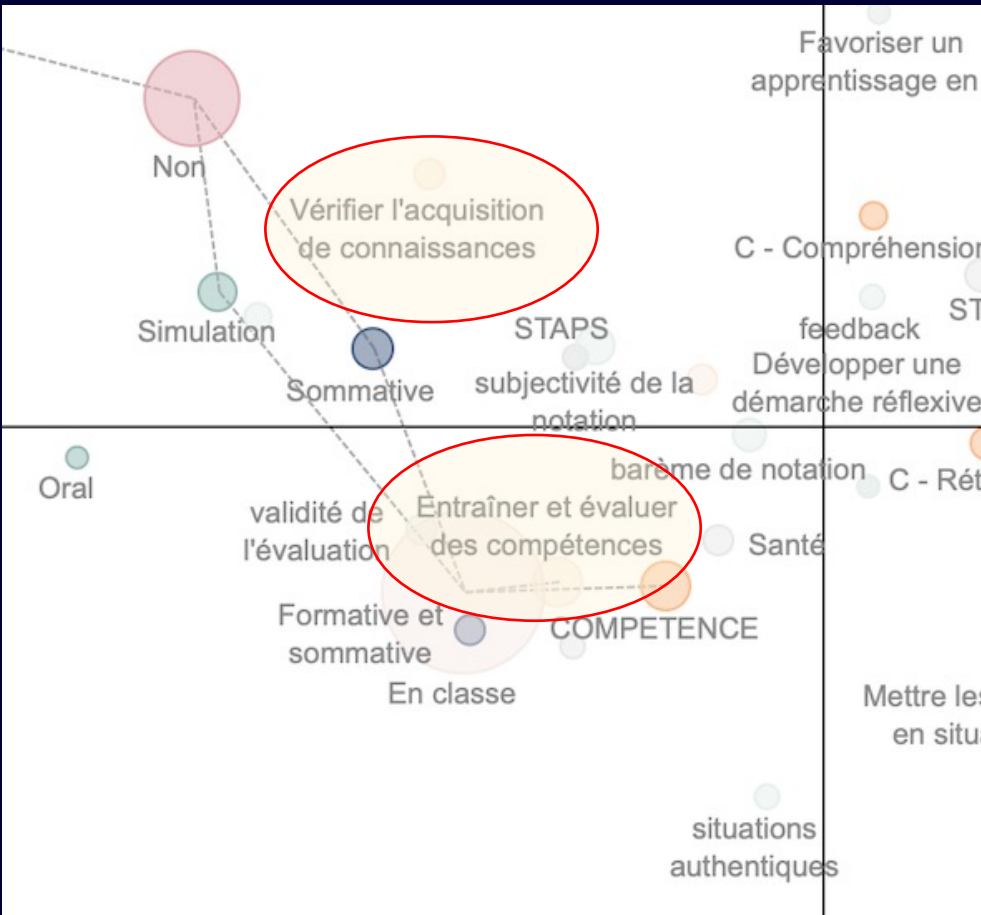 Favoriser un
apprentissage en
Non
Vérifier l'acquisition
de connaissances
C - Compréhension
ST
Simulation
STAPS
feedback
Sommative
subjectivité de la
notation
Développer une
démarche réflexive
Oral
barème de notation
C - Rét
validité de
l'évaluation
Entraîner et évaluer
des compétences
Santé
Formative et
sommative
COMPETENCE
En classe
Mettre les
en situa
situations
authentiques